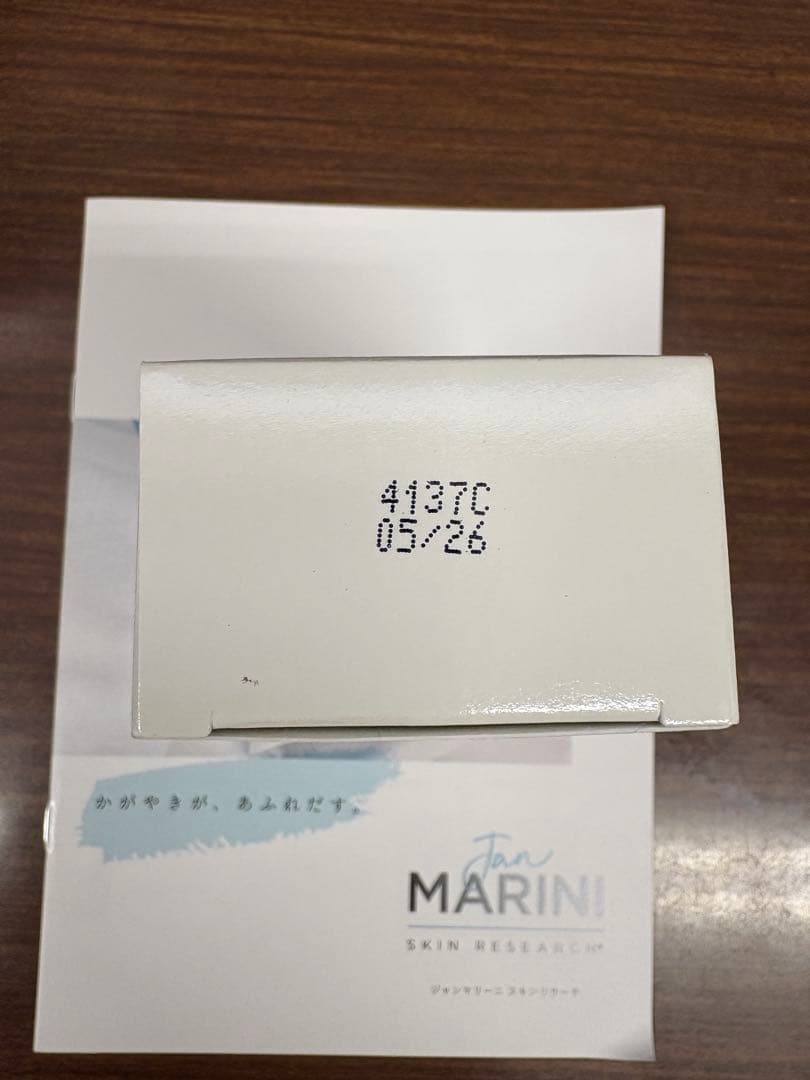 4137C
05/26
かがやきが、あふれだす。
Jan
MARINI
SKIN RESEARCH®
ジャンマリーニ スキンリサーチ